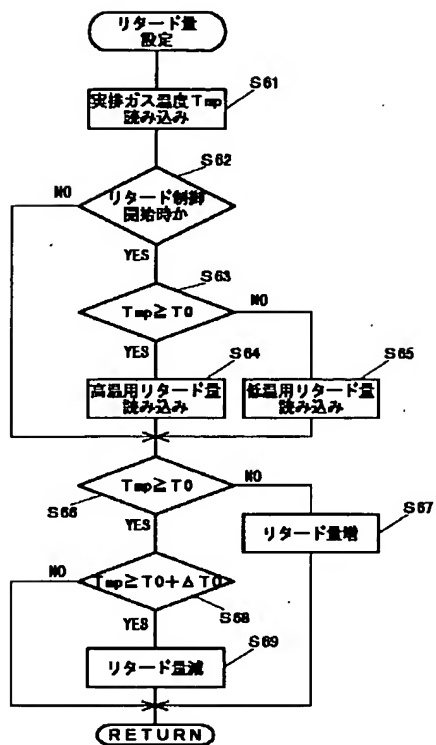 リタード量
設定
S61
実排ガス温度Tmp
読み込み
S62
NO
リタード制御
開始時か
YES
S63
Tmp≧T0
NO
YES
S64
S65
高温用リタード量
読み込み
低温用リタード量
読み込み
Tmp≧T0
NO
S66
YES
S67
リタード量増
NO
Tmp≧T0+ΔT0
S68
YES
S69
リタード量減
RETURN